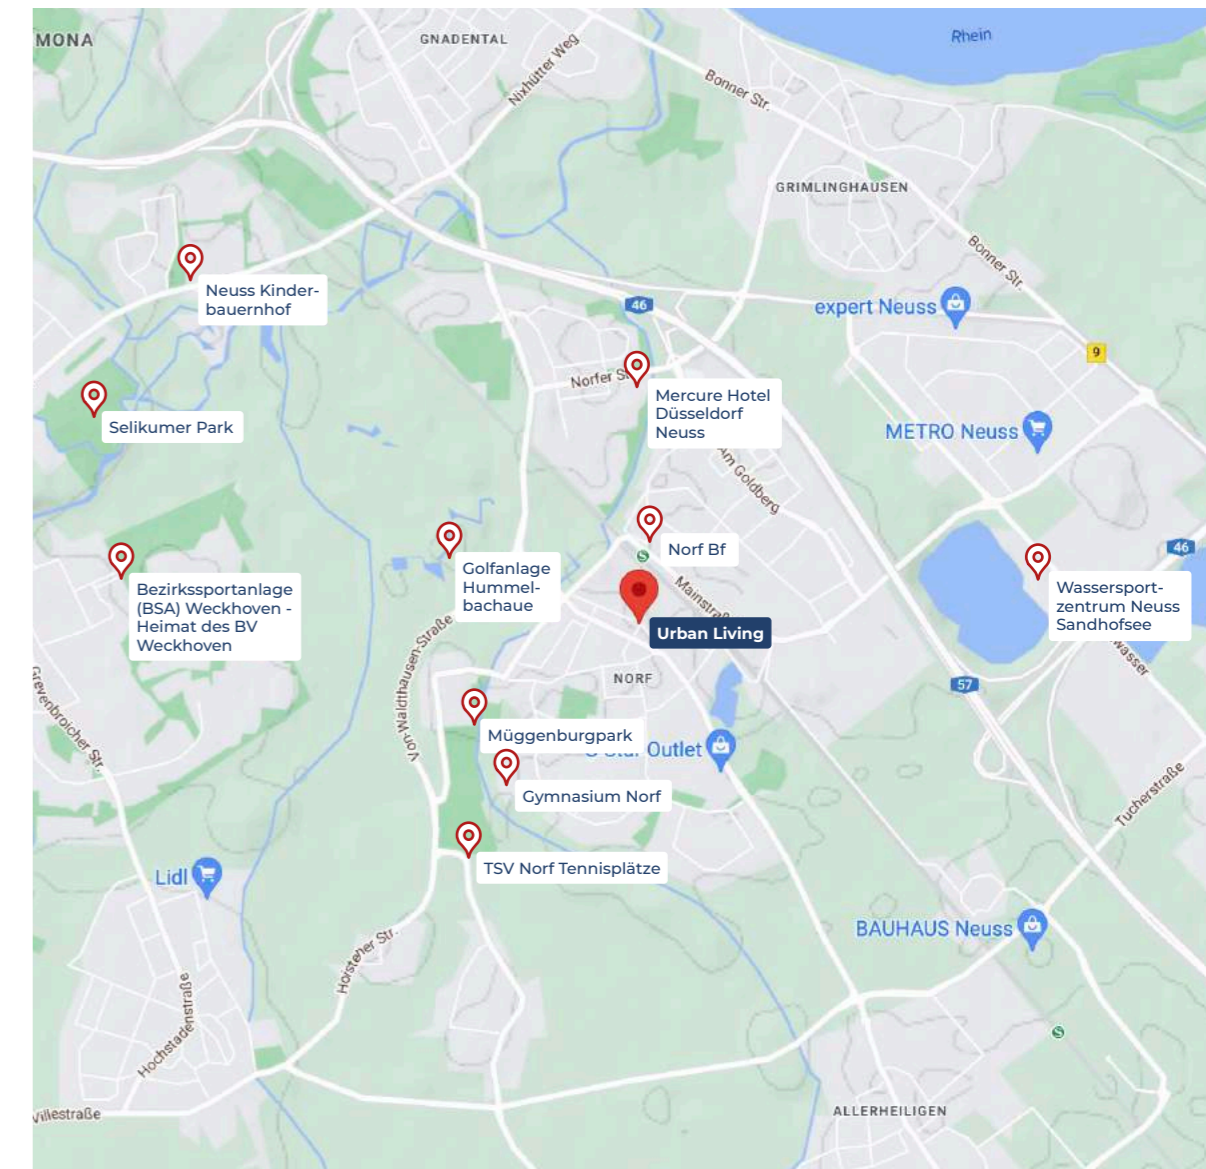 MONA
GNADENTAL
Rhein
Nixhütter Weg
Bonner Str.
GRIMLINGHAUSEN
Bonner Str.
Neuss Kinder-
bauernhof
46
expert Neuss
9
Norfer S
Mercure Hotel
Düsseldorf
Neuss
Selikumer Park
METRO Neuss
Am Goldberg
Norf Bf
S
46
Golfanlage
Hummel-
bachaue
Bezirkssportanlage
(BSA) Weckhoven -
Heimat des BV
Weckhoven
Wassersport-
zentrum Neuss
Sandhofsee
Mainstra
Urban Living
wasser
Von-Waldthausen-Straße
NORF
57
Grevenbroicher Str.
Müggenburgpark
Outlet
Gymnasium Norf
Tucherstraße
TSV Norf Tennisplätze
Lidl
BAUHAUS Neuss
Hoistener Str.
Hochstadenstraße
S
Villestraße
ALLERHEILIGEN